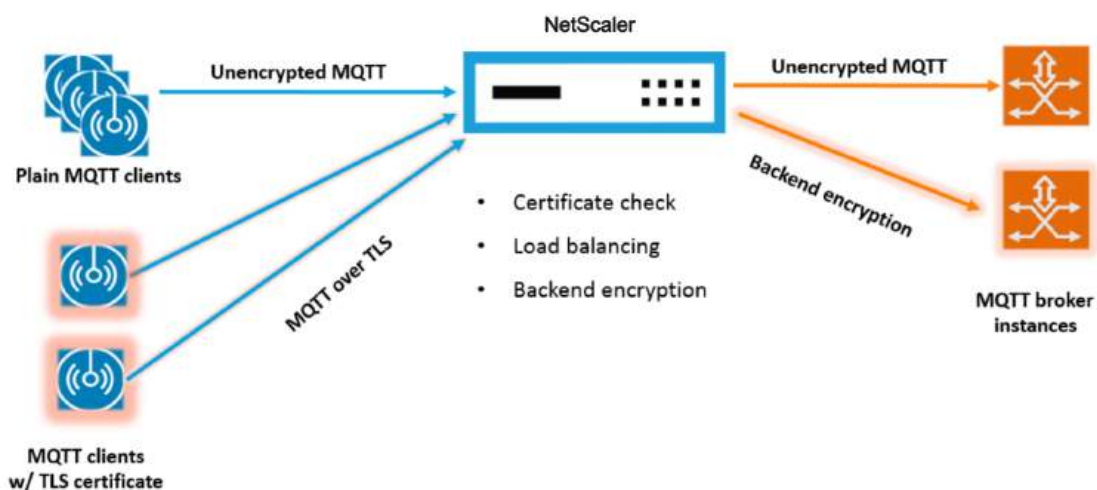 NetScaler
Unencrypted MQTT
Unencrypted MQTT
Plain MQTT clients
Backend encryption
MQTT over TLS
• Certificate check
• Load balancing
• Backend encryption
MQTT broker
instances
MQTT clients
w/ TLS certificate